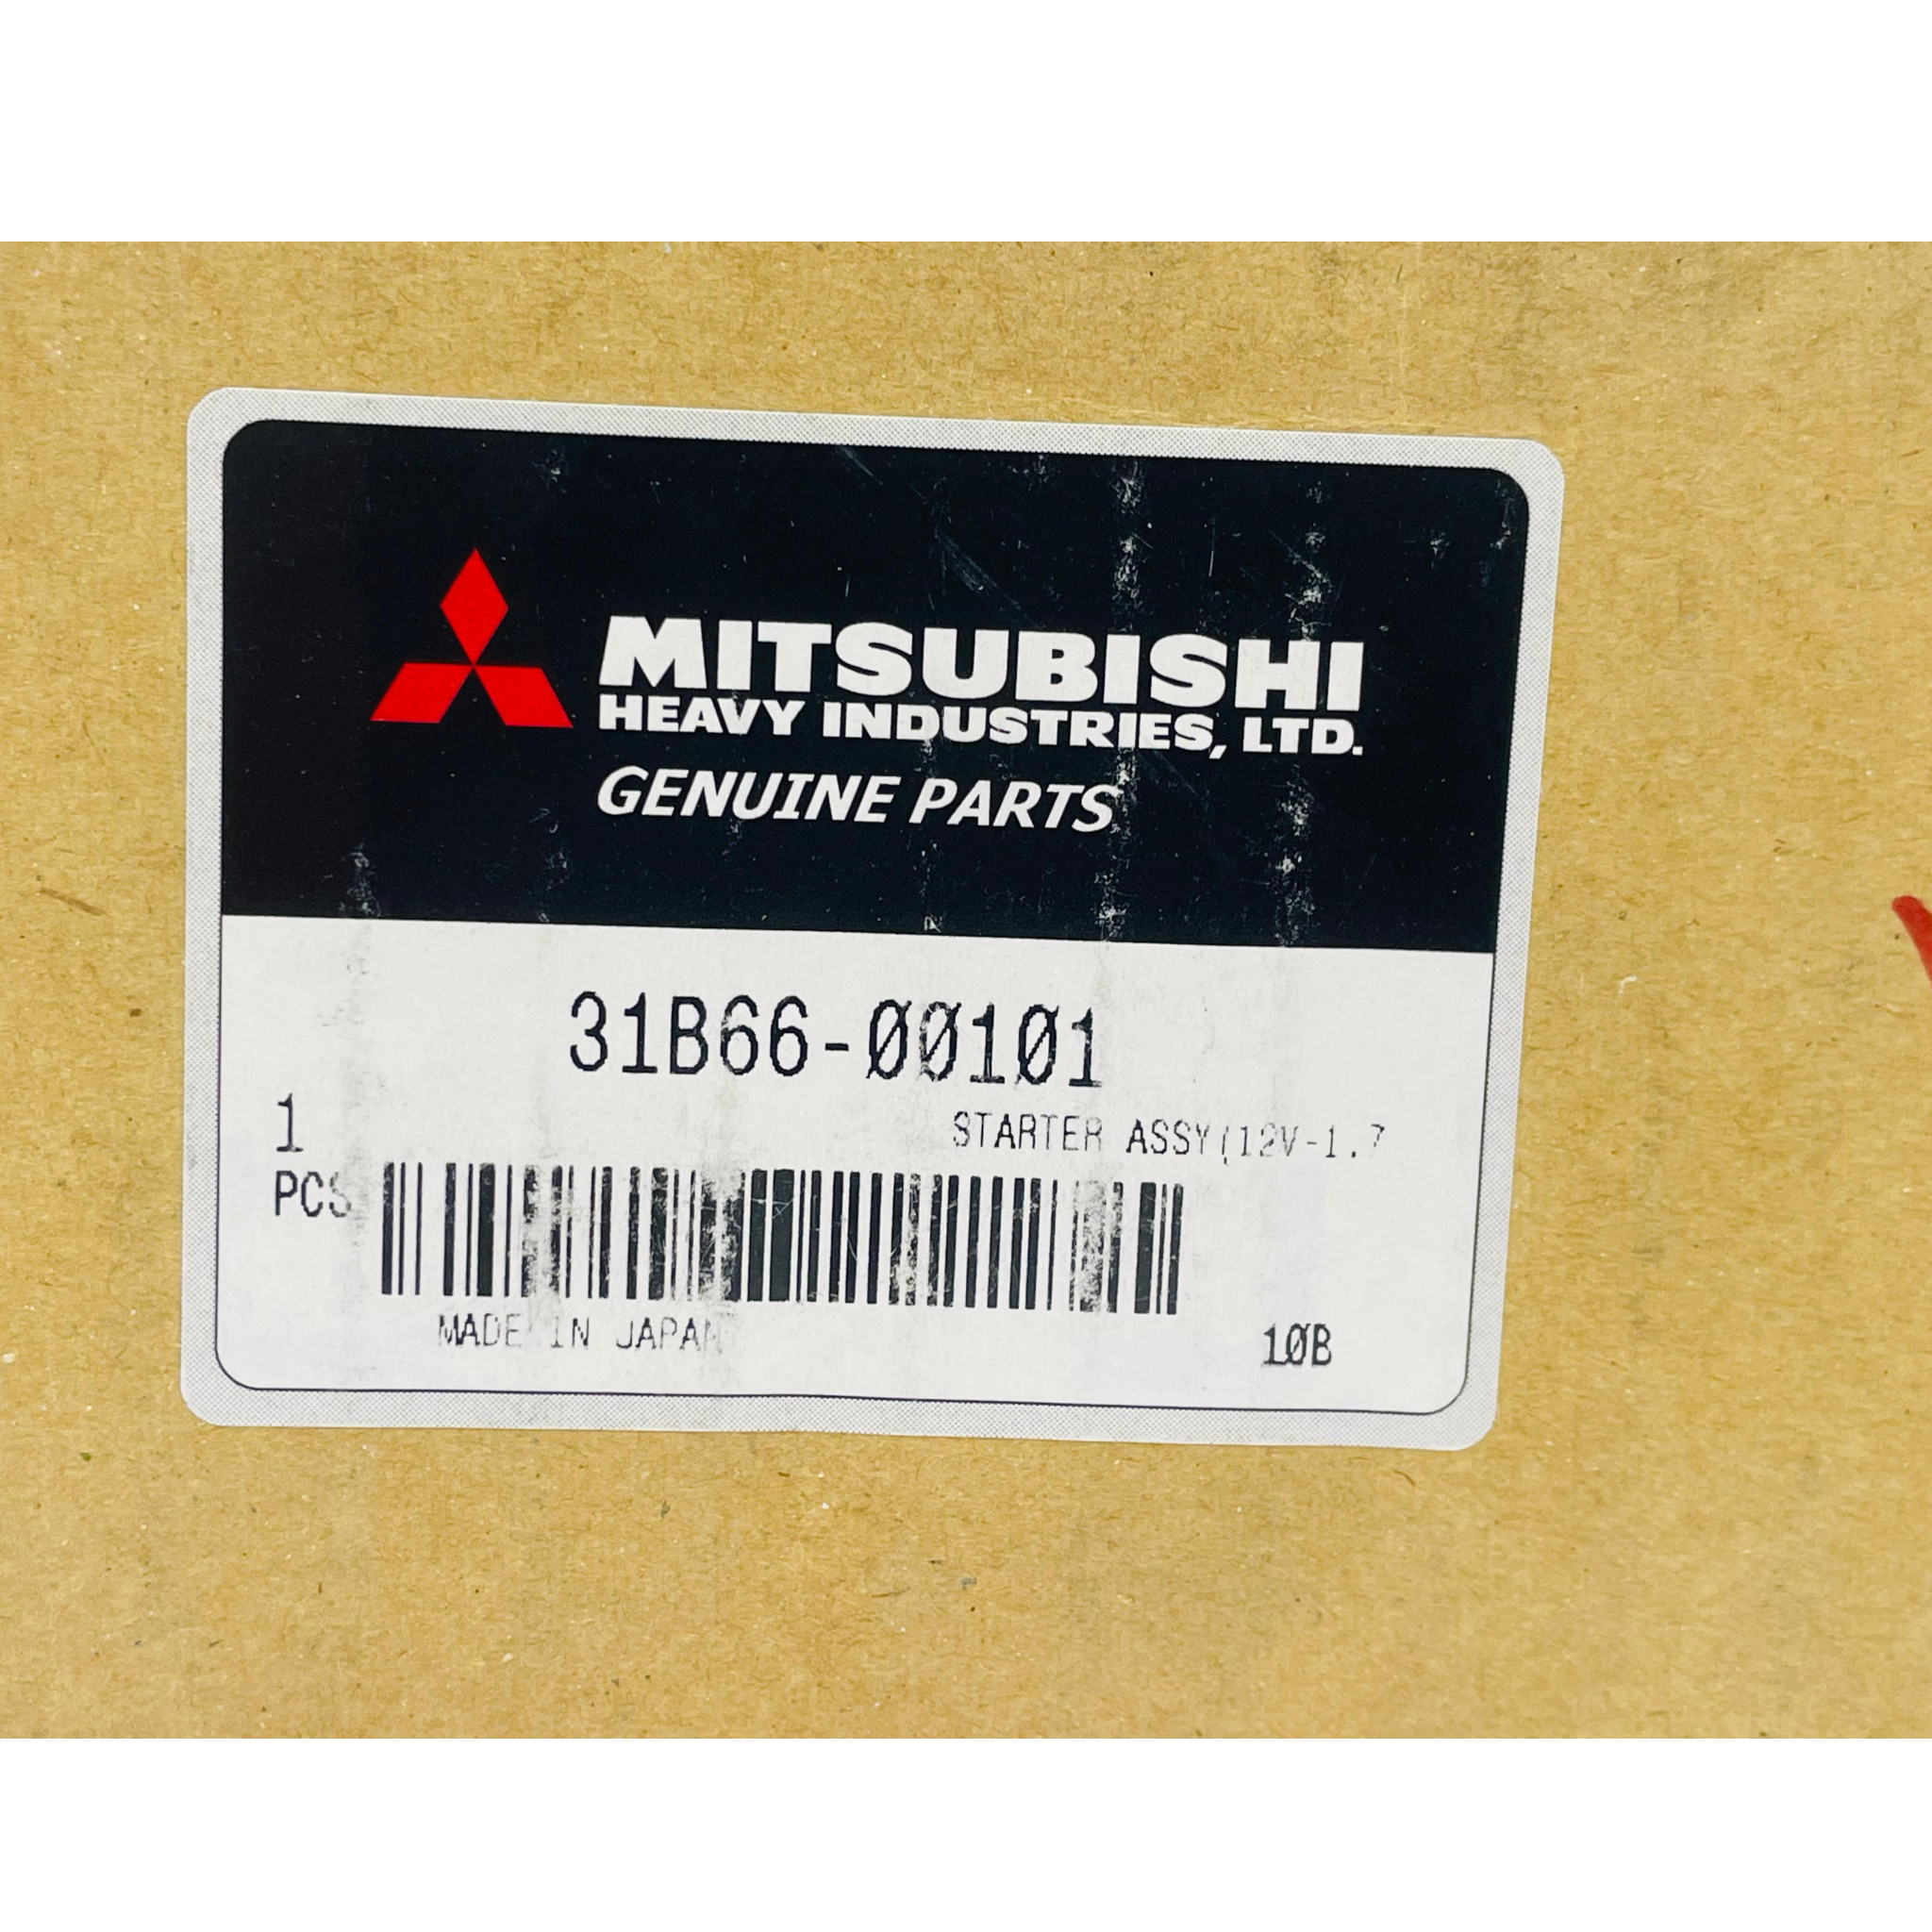 MITSUBISHI
HEAVY INDUSTRIES, LTD.
GENUINE PARTS
31B66-00101
STARTER ASSY(12V-1.7
1
PCS
MADE IN JAPAN
10B